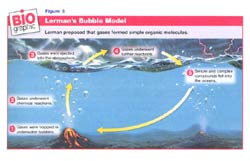 Figure 3
BIO
graphic
Lerman's Bubble Model
Lerman proposed that gases formed simple organic molecules.
3 Gases were ejected
into the atmosphere.
4 Gases underwent
further reactions.
5 Simple and complex
compounds fell into
the oceans.
2 Gases underwent
chemical reactions.
1 Gases were trapped in
underwater bubbles.